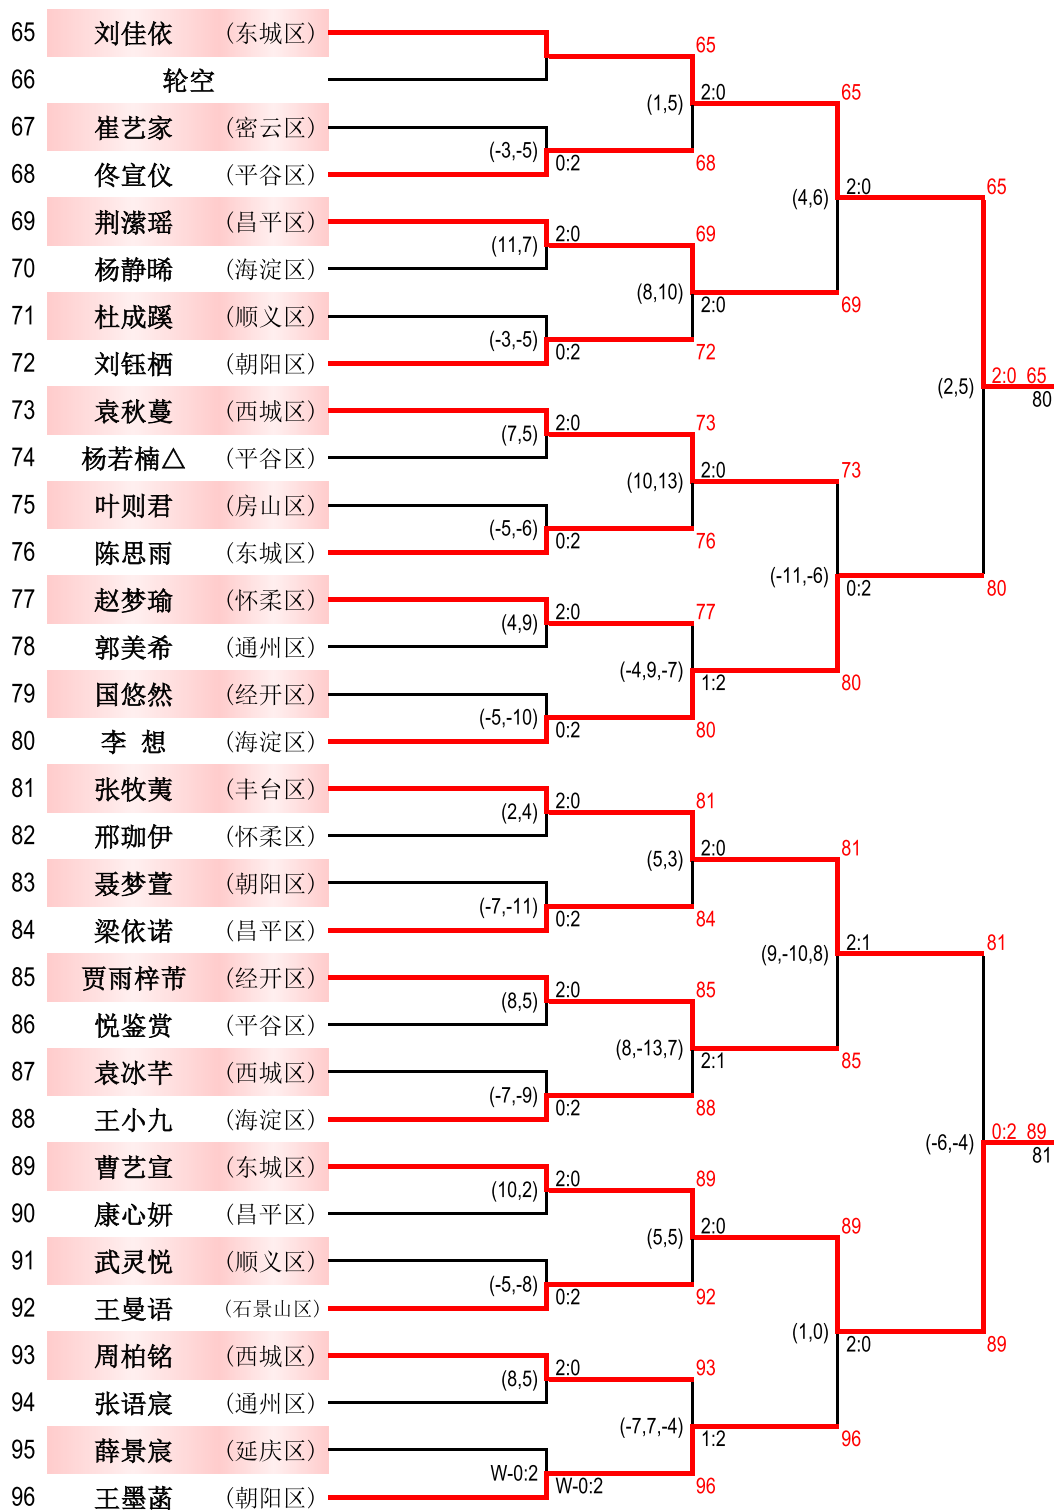 65 刘佳依 (东城区)
66 轮空
67 崔艺家 (密云区)
68 佟宣仪 (平谷区)
69 荆潆瑶 (昌平区)
70 杨静晞 (海淀区)
71 杜成蹊 (顺义区)
72 刘钰栖 (朝阳区)
73 袁秋蔓 (西城区)
74 杨若楠△ (平谷区)
75 叶则君 (房山区)
76 陈思雨 (东城区)
77 赵梦瑜 (怀柔区)
78 郭美希 (通州区)
79 国悠然 (经开区)
80 李 想 (海淀区)
81 张牧荑 (丰台区)
82 邢珈伊 (怀柔区)
83 聂梦萱 (朝阳区)
84 梁依诺 (昌平区)
85 贾雨梓芾 (经开区)
86 悦鉴赏 (平谷区)
87 袁冰芊 (西城区)
88 王小九 (海淀区)
89 曹艺宣 (东城区)
90 康心妍 (昌平区)
91 武灵悦 (顺义区)
92 王曼语 (石景山区)
93 周柏铭 (西城区)
94 张语宸 (通州区)
95 薛景宸 (延庆区)
96 王墨菡 (朝阳区)
(-3,-5) 0:2
(11,7) 2:0
(-3,-5) 0:2
(7,5) 2:0
(-5,-6) 0:2
(4,9) 2:0
(-5,-10) 0:2
(2,4) 2:0
(-7,-11) 0:2
(8,5) 2:0
(-7,-9) 0:2
(10,2) 2:0
(-5,-8) 0:2
(8,5) 2:0
W-0:2 W-0:2
65
(1,5) 2:0
68
69
(8,10) 2:0
72
73
(10,13) 2:0
76
77
(-4,9,-7) 1:2
80
81
(5,3) 2:0
84
85
(8,-13,7) 2:1
88
89
(5,5) 2:0
92
93
(-7,7,-4) 1:2
96
65
(4,6) 2:0
69
73
(-11,-6) 0:2
80
81
(9,-10,8) 2:1
85
89
(1,0) 2:0
96
65
(2,5) 2:0 65
80
80
81
(-6,-4) 0:2 89
81
89